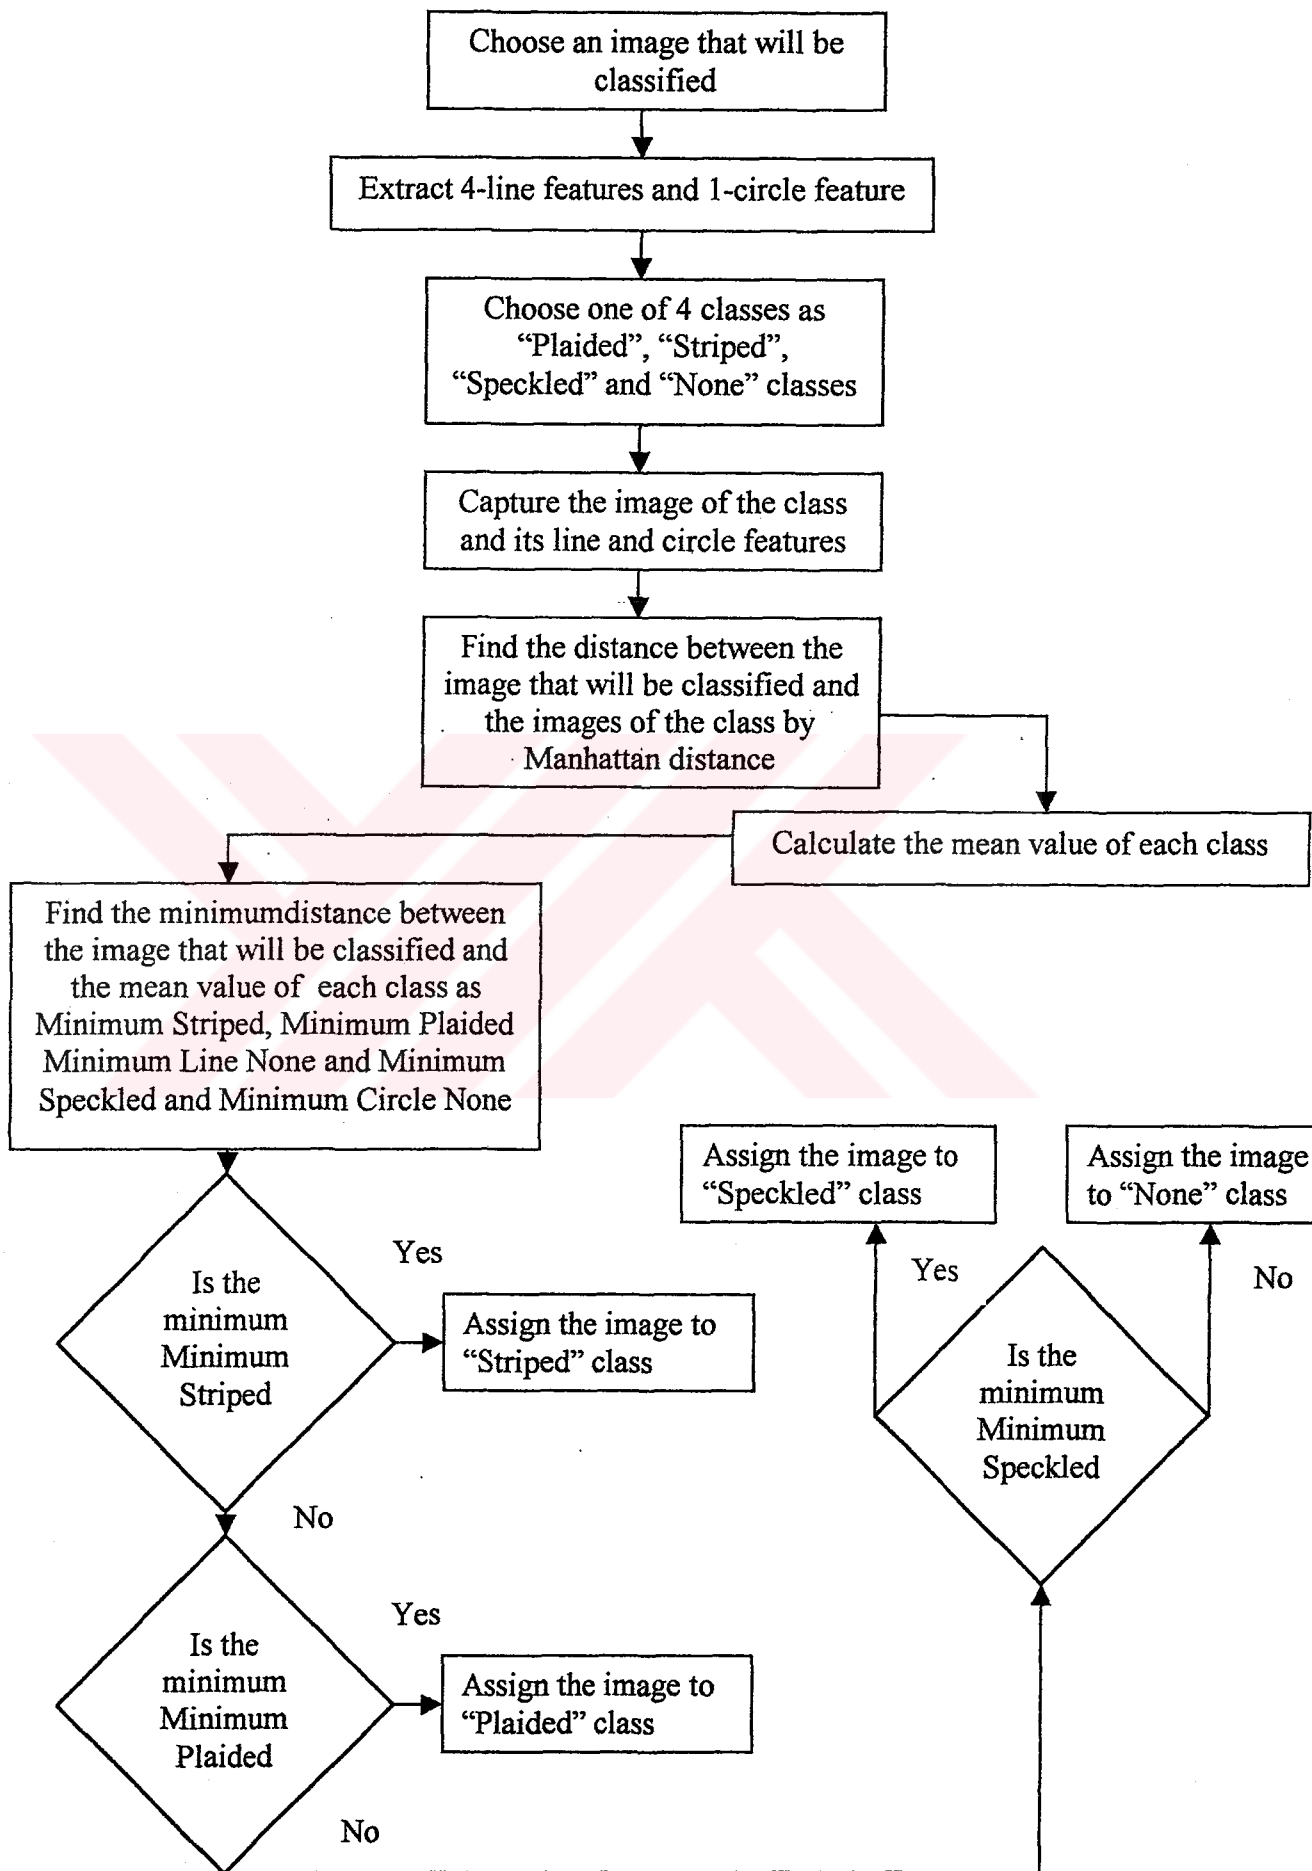 Choose an image that will be
classified
Extract 4-line features and 1-circle feature
Choose one of 4 classes as
“Plaided”, “Striped”,
“Speckled” and “None” classes
Capture the image of the class
and its line and circle features
Find the distance between the
image that will be classified and
the images of the class by
Manhattan distance
Calculate the mean value of each class
Find the minimumdistance between
the image that will be classified and
the mean value of each class as
Minimum Striped, Minimum Plaided
Minimum Line None and Minimum
Speckled and Minimum Circle None
Is the
minimum
Minimum
Striped
Yes
Assign the image to
“Striped” class
No
Is the
minimum
Minimum
Plaided
Yes
Assign the image to
“Plaided” class
No
Is the
minimum
Minimum
Speckled
Yes
Assign the image to
“Speckled” class
No
Assign the image
to “None” class